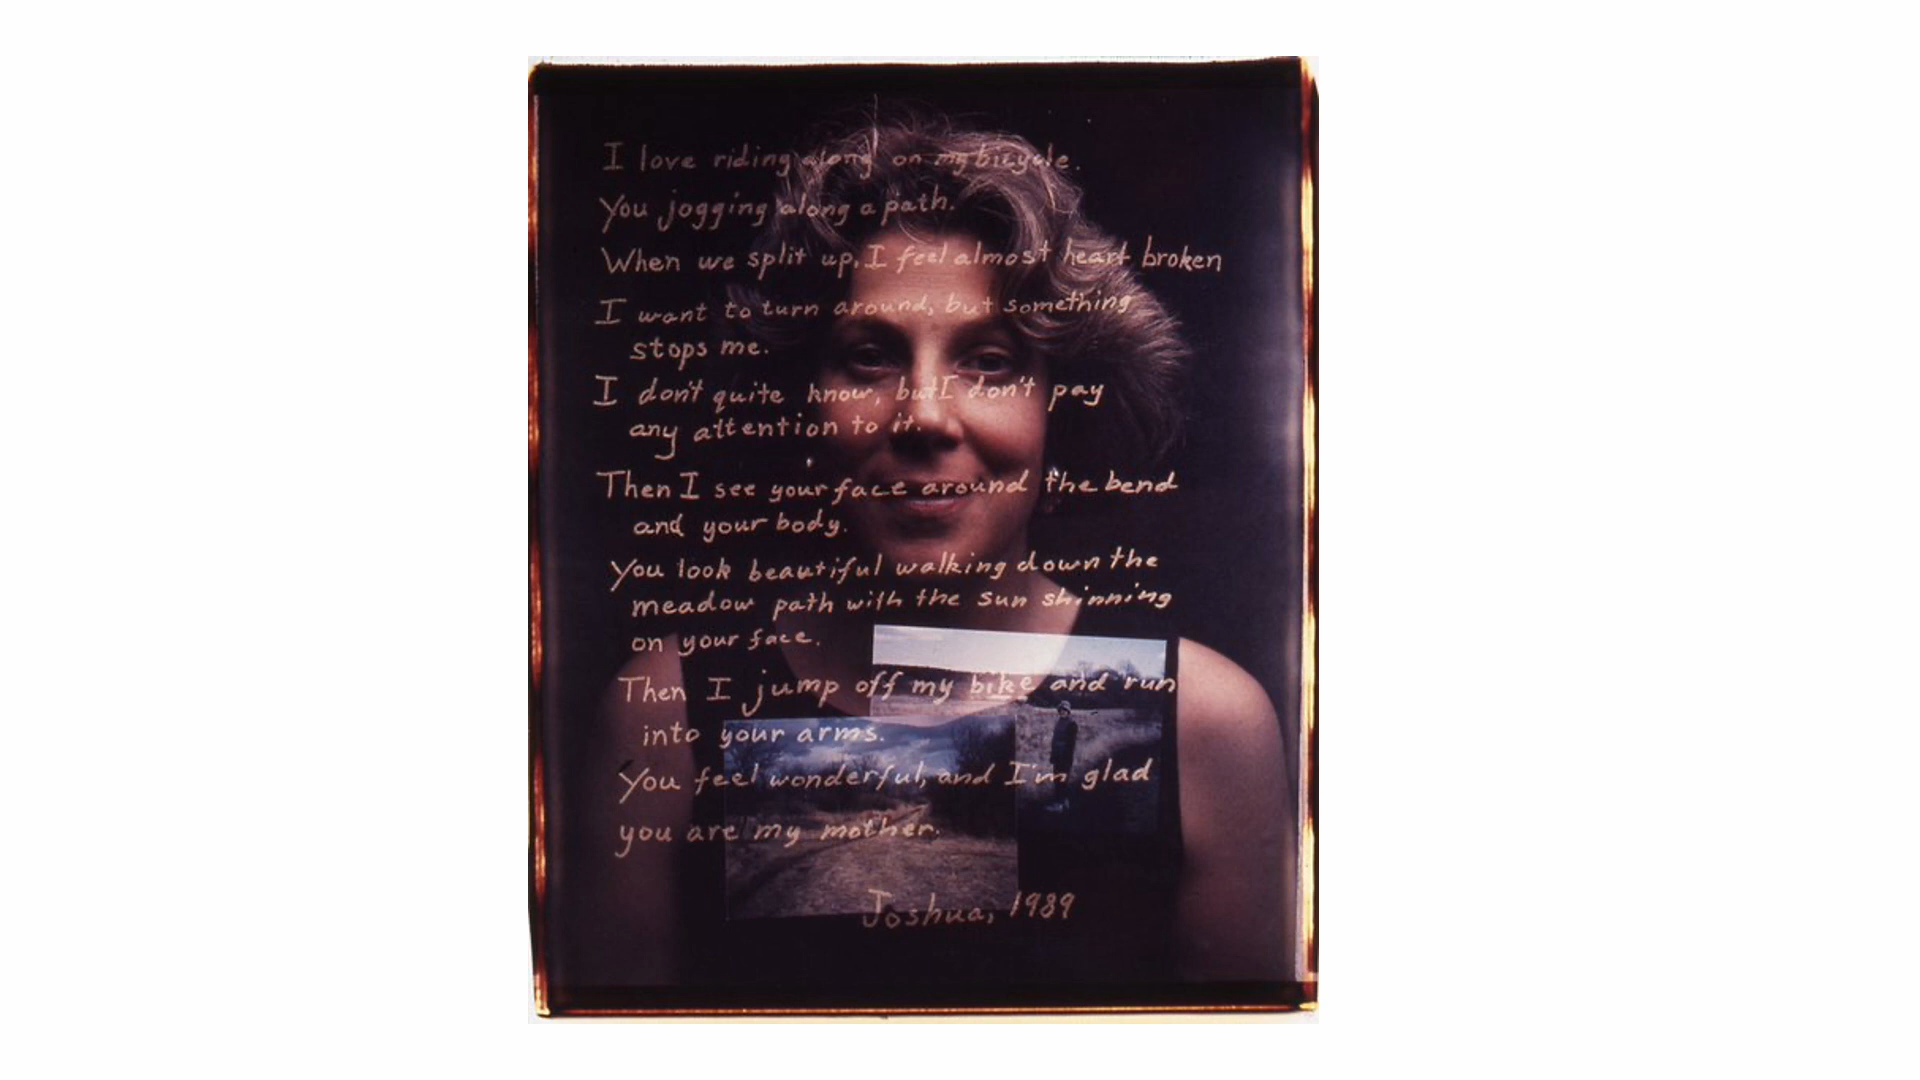 I love riding along on my bicycle.
You jogging along a path.
When we split up, I feel almost heart broken
I want to turn around, but something
stops me.
I don't quite know, but I don't pay
any attention to it.
Then I see your face around the bend
and your body.
You look beautiful walking down the
meadow path with the sun shinning
on your face.
Then I jump off my bike and run
into your arms.
You feel wonderful, and I'm glad
you are my mother.
Joshua, 1989